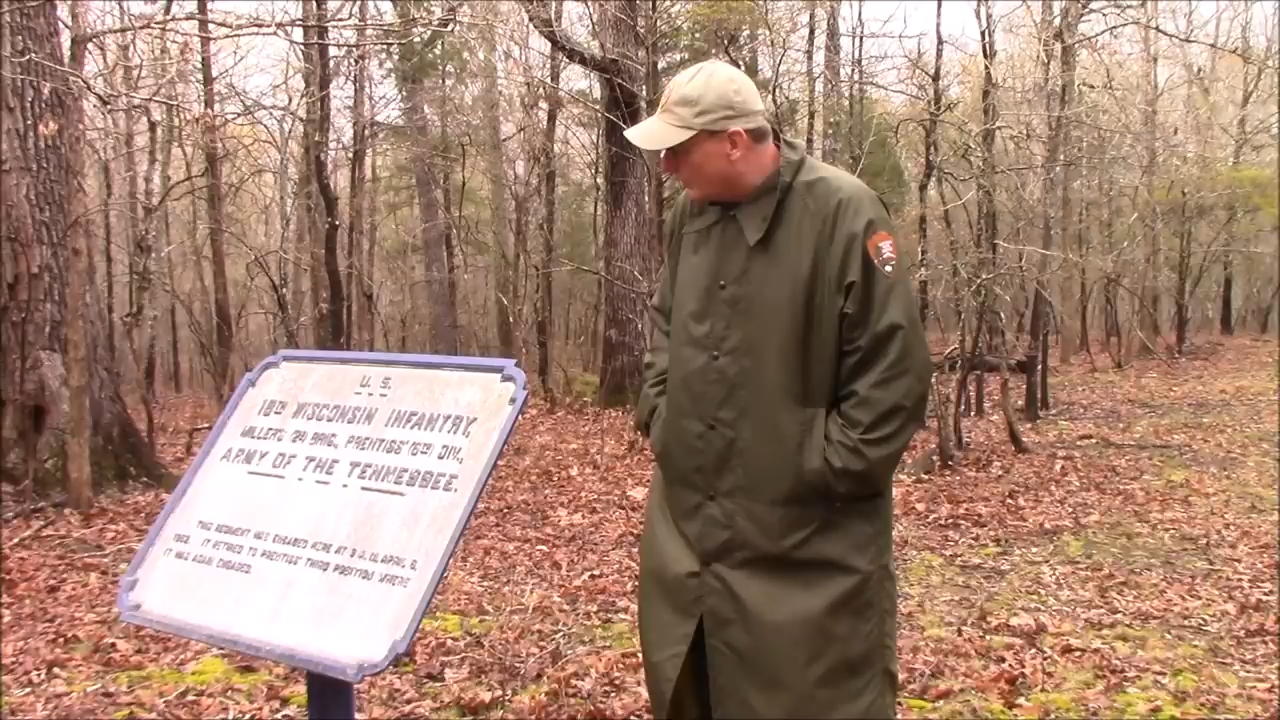 U. S.
18TH WISCONSIN INFANTRY,
MILLER'S (2D) BRIG., PRENTISS' (6TH) DIV.,
ARMY OF THE TENNESSEE.
THIS REGIMENT WAS ENGAGED HERE AT 9 A.M. APRIL 6,
1862. IT RETIRED TO PRENTISS' THIRD POSITION WHERE
IT WAS AGAIN ENGAGED.